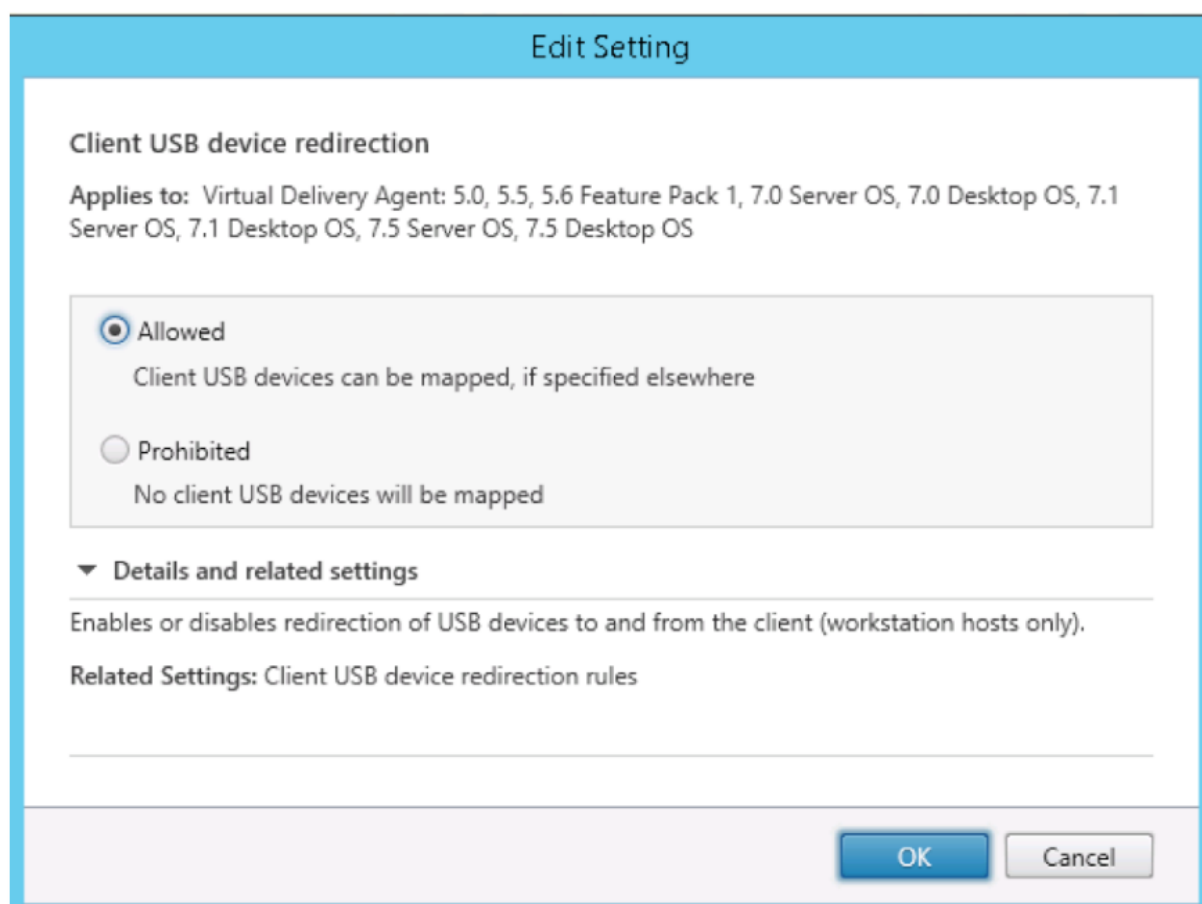 Edit Setting
Client USB device redirection
Applies to: Virtual Delivery Agent: 5.0, 5.5, 5.6 Feature Pack 1, 7.0 Server OS, 7.0 Desktop OS, 7.1
Server OS, 7.1 Desktop OS, 7.5 Server OS, 7.5 Desktop OS
Allowed
Client USB devices can be mapped, if specified elsewhere
Prohibited
No client USB devices will be mapped
Details and related settings
Enables or disables redirection of USB devices to and from the client (workstation hosts only).
Related Settings: Client USB device redirection rules
OK
Cancel